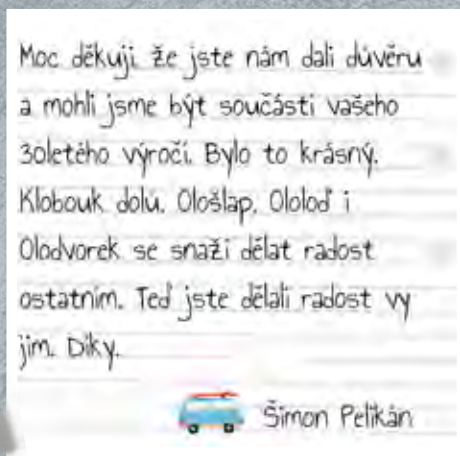 Moc děkuji že jste nám dali důvěru
a mohli jsme být součástí vašeho
30letého výročí. Bylo to krásný.
Klobouk dolů. Ološlap, Ololoď i
Olodvorek se snaží dělat radost
ostatním. Teď jste dělali radost vy
jim. Díky.
Šimon Pelikán